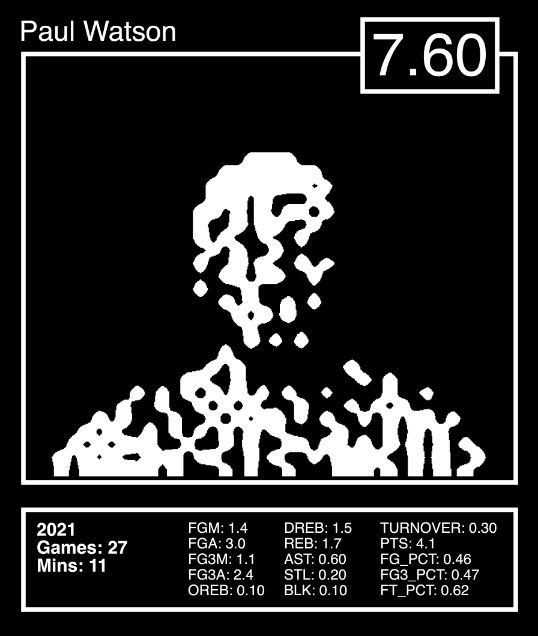 Paul Watson
7.60
2021
Games: 27
Mins: 11
FGM: 1.4
FGA: 3.0
FG3M: 1.1
FG3A: 2.4
OREB: 0.10
DREB: 1.5
REB: 1.7
AST: 0.60
STL: 0.20
BLK: 0.10
TURNOVER: 0.30
PTS: 4.1
FG_PCT: 0.46
FG3_PCT: 0.47
FT_PCT: 0.62